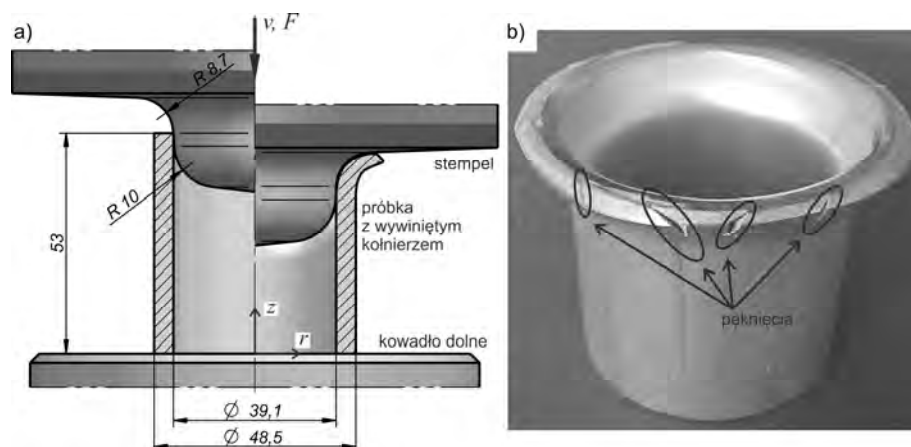 a)
v, F
R 8,7
R 10
53
stempel
próbka
z wywiniętym
kołnierzem
z
r
kowadło dolne
Ø 39,1
Ø 48,5
b)
pęknięcia